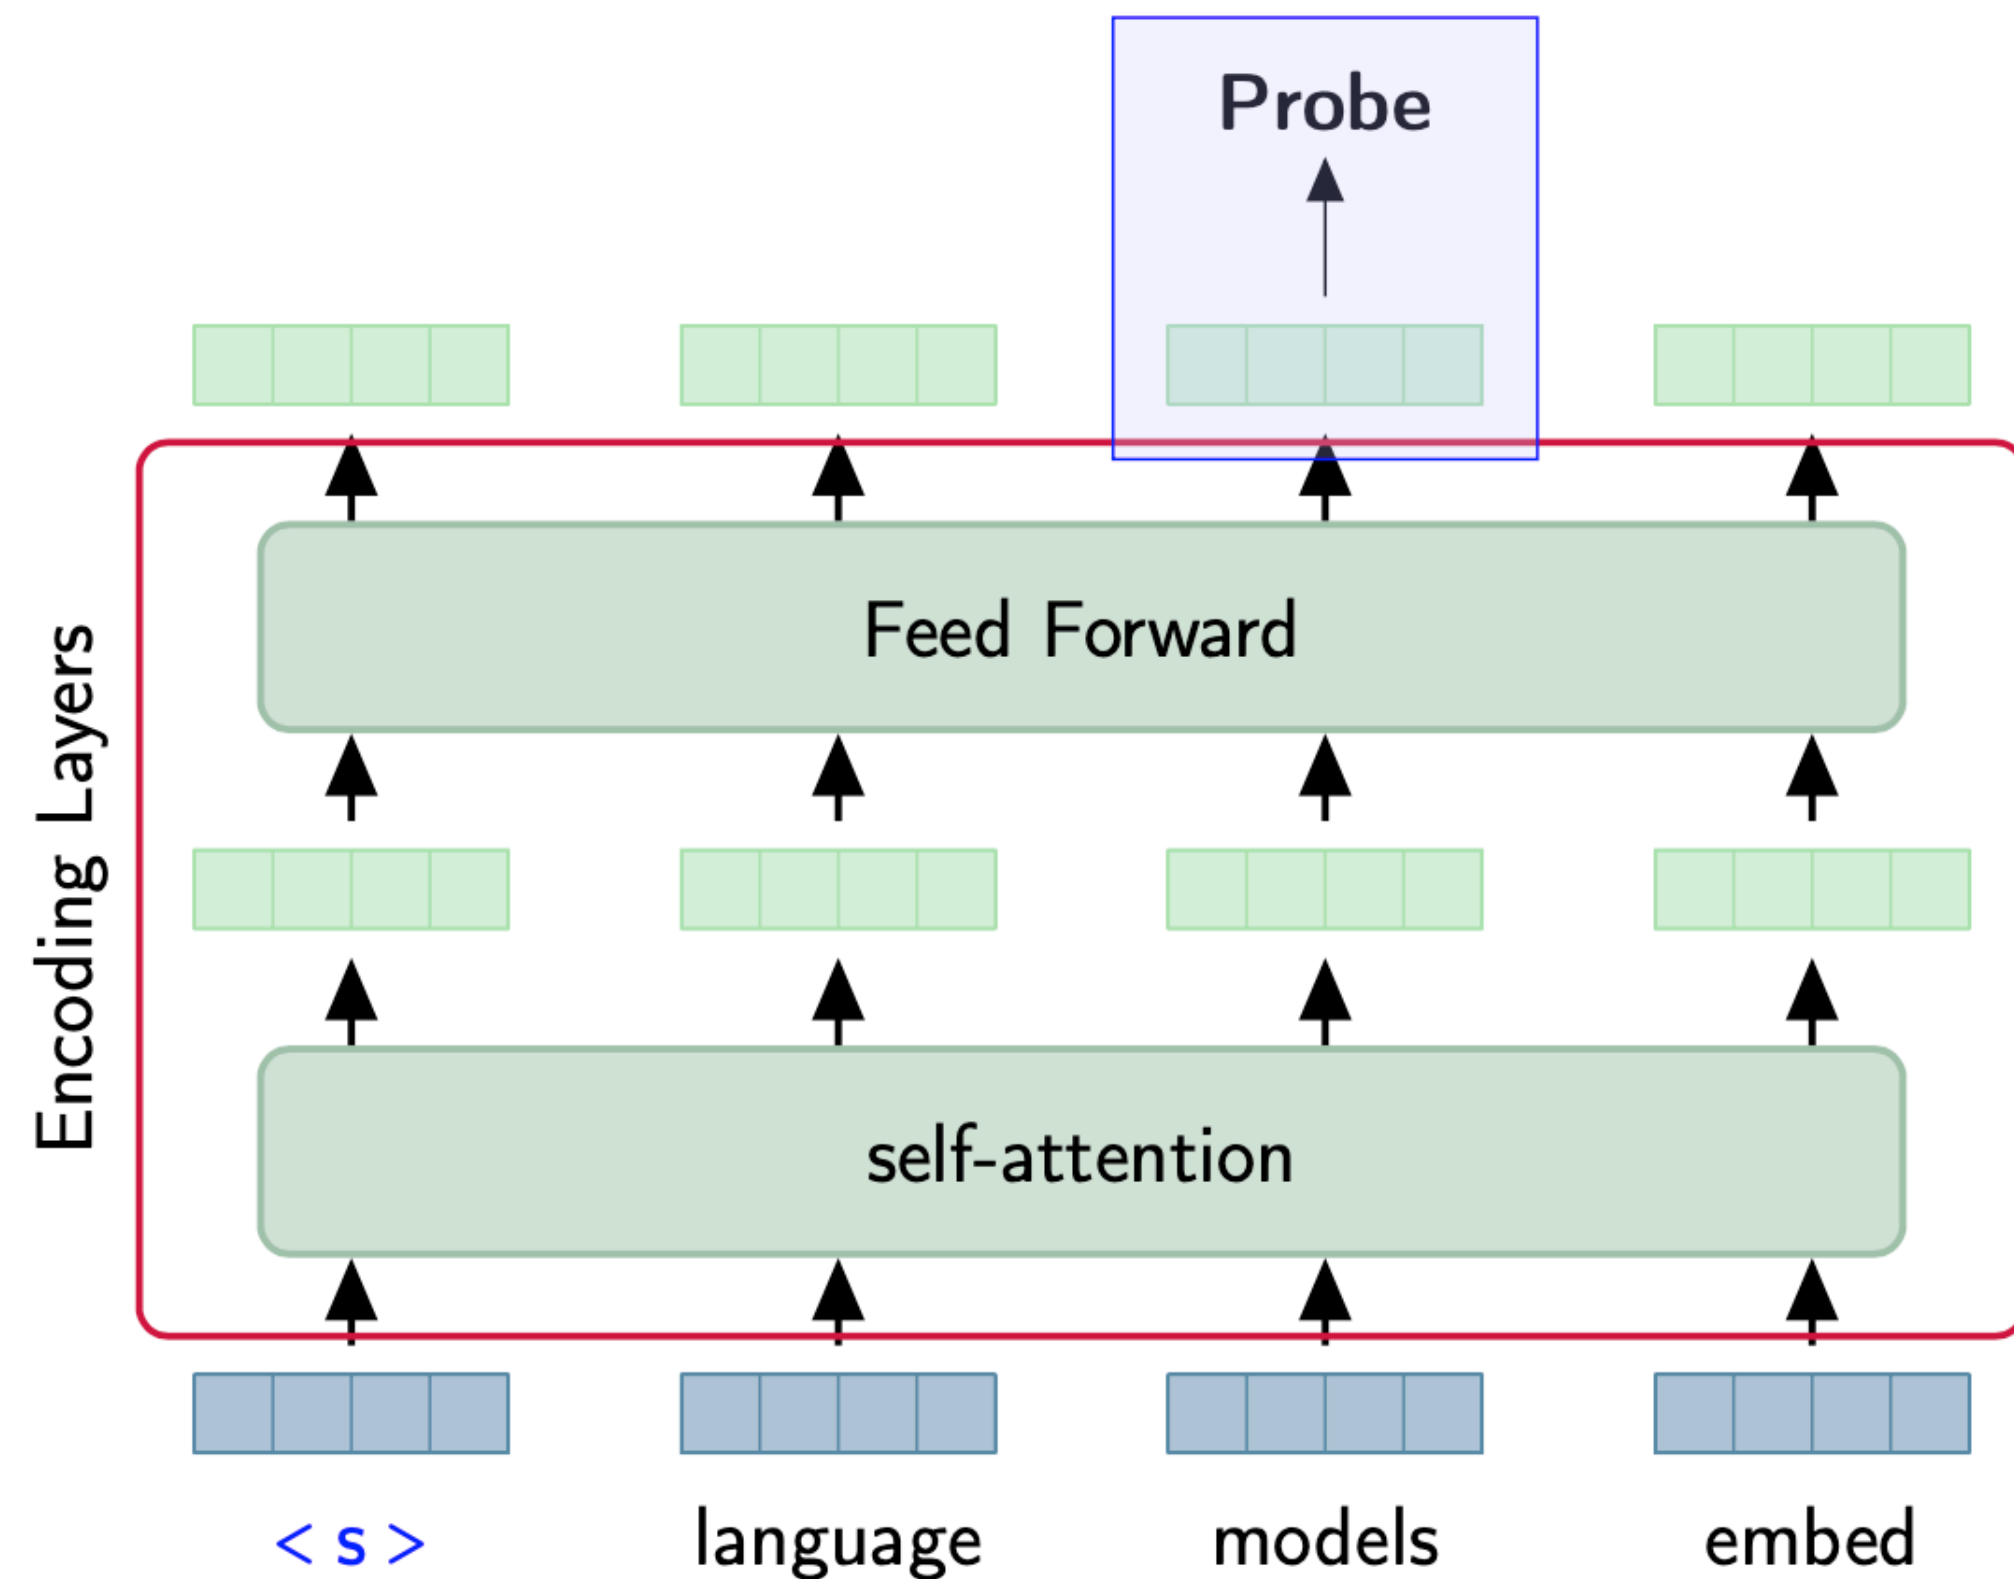 Probe
Encoding Layers
Feed Forward
self-attention
< s > language models embed